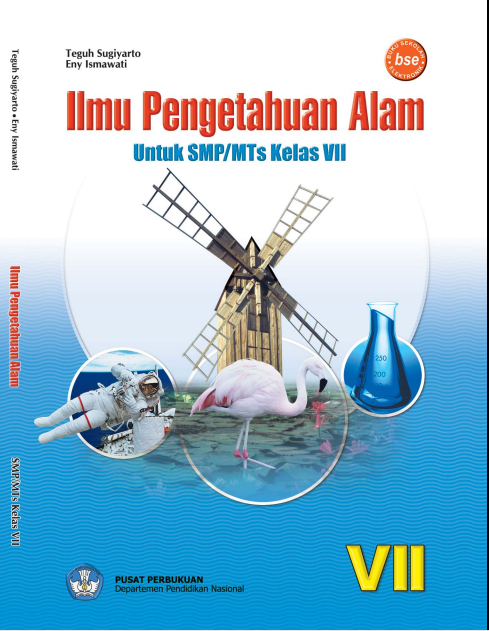 Teguh Sugiyarto • Eny Ismawati
Ilmu Pengetahuan Alam
SMP/MTs Kelas VII
Teguh Sugiyarto
Eny Ismawati
BUKU SEKOLAH
bse
ELEKTRONIK
Ilmu Pengetahuan Alam
Untuk SMP/MTs Kelas VII
250
200
VII
PUSAT PERBUKUAN
Departemen Pendidikan Nasional